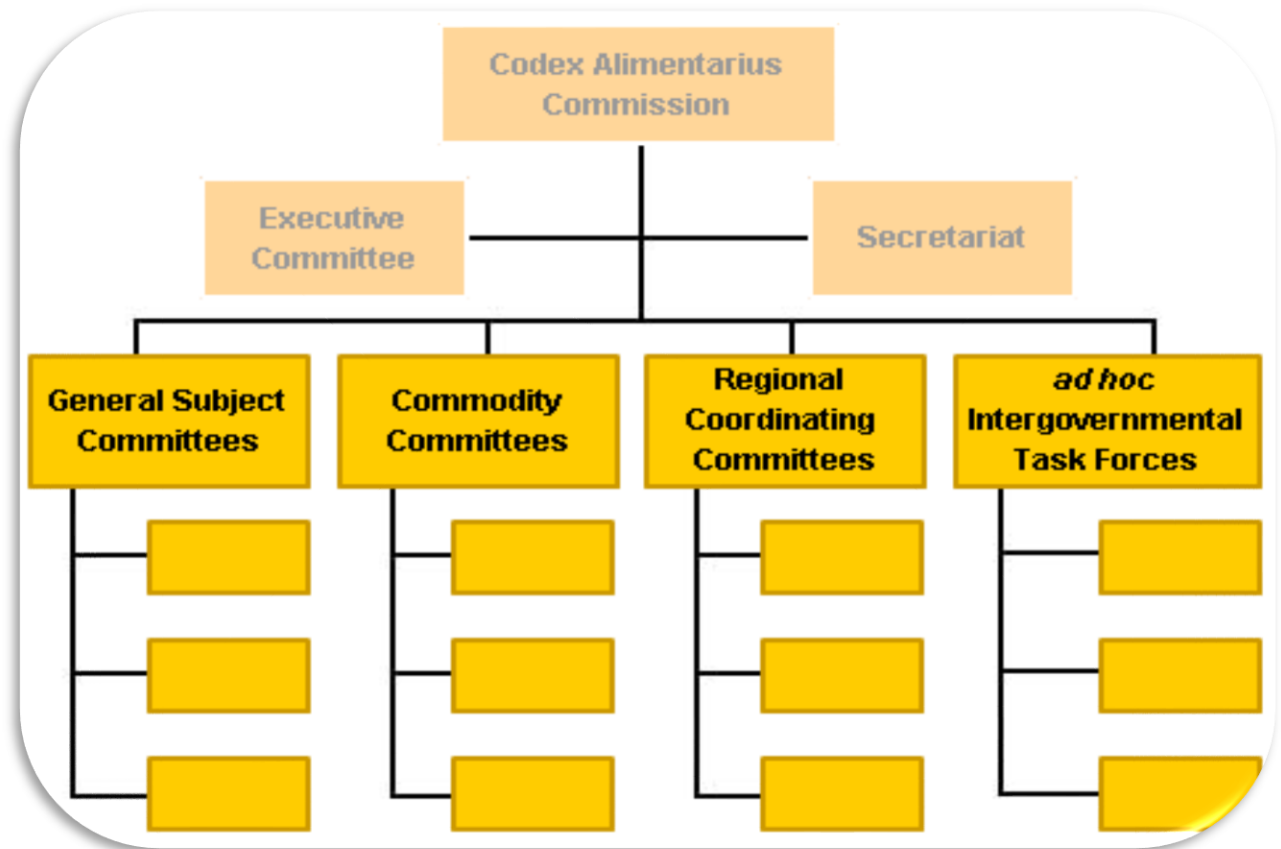 Codex Alimentarius
Commission
Executive
Committee
Secretariat
General Subject
Committees
Commodity
Committees
Regional
Coordinating
Committees
ad hoc
Intergovernmental
Task Forces